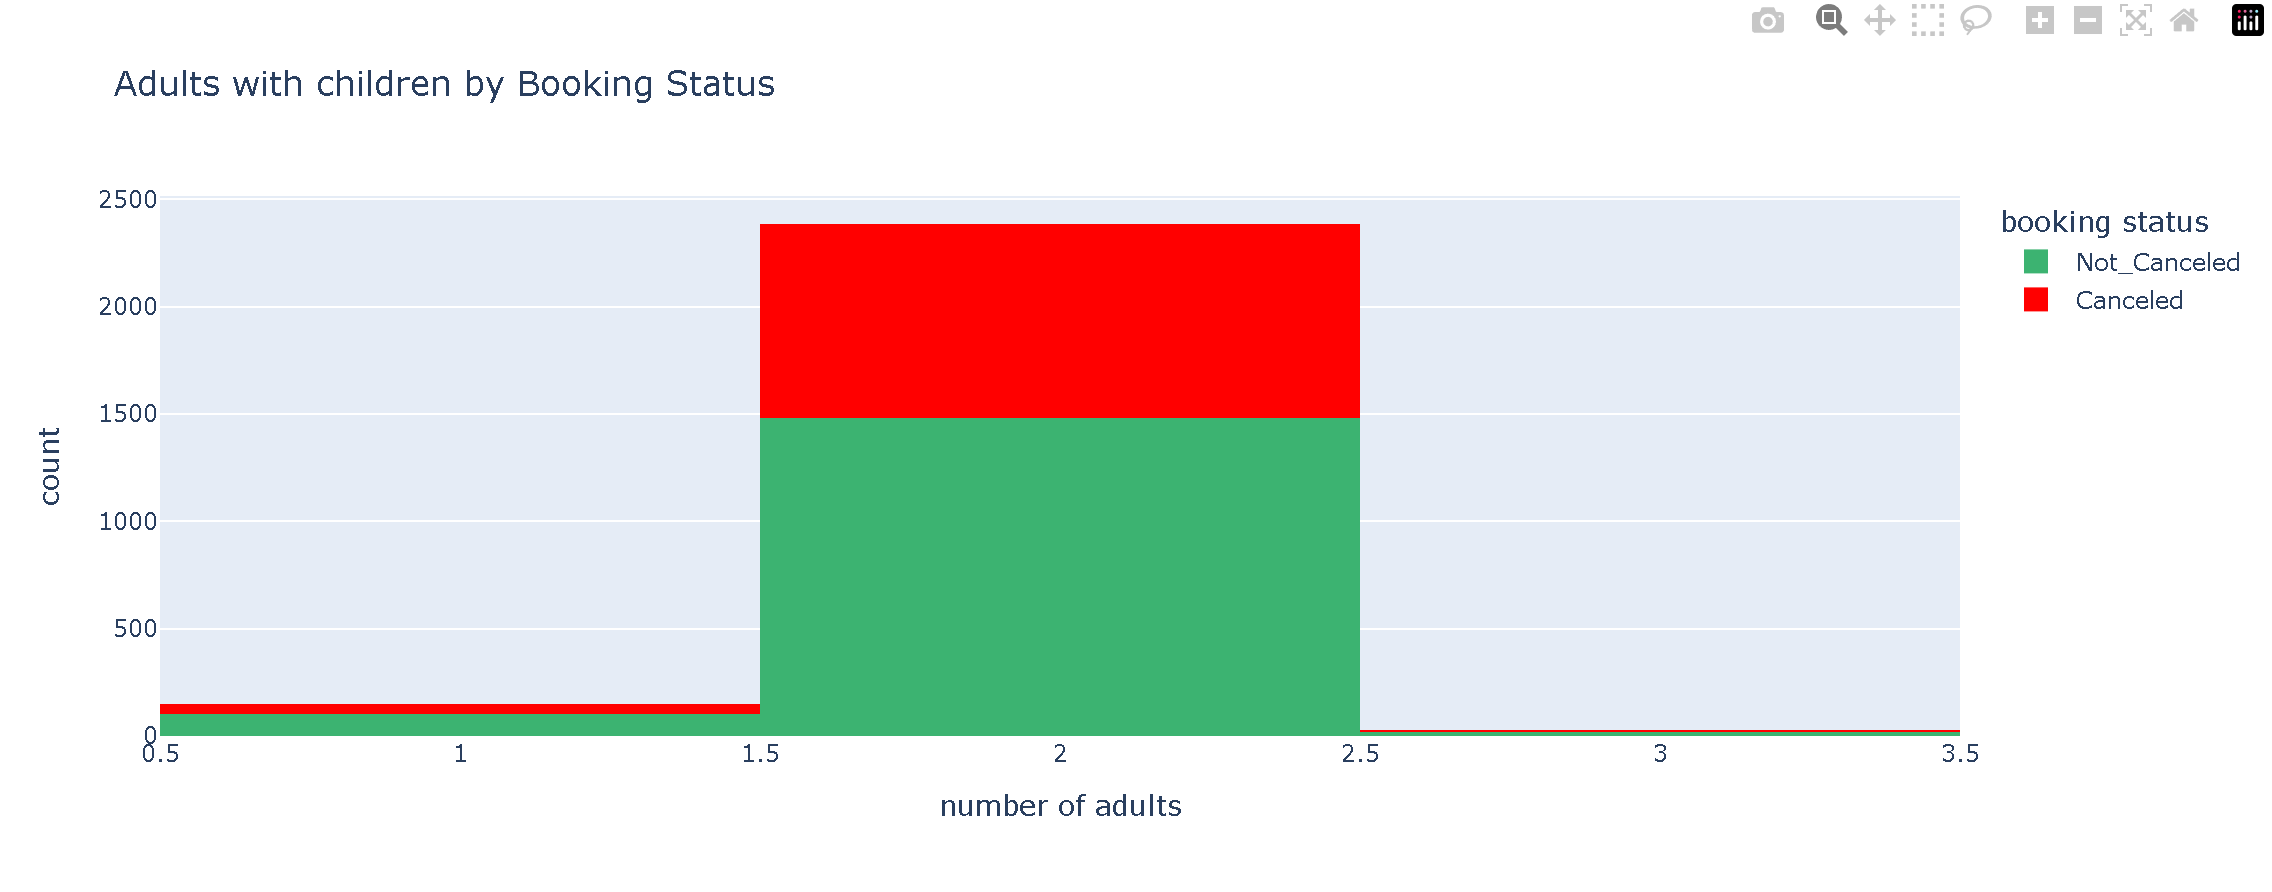 Adults with children by Booking Status
2500
2000
1500
1000
500
0
count
0.5 1 1.5 2 2.5 3 3.5
number of adults
booking status
Not_Canceled
Canceled